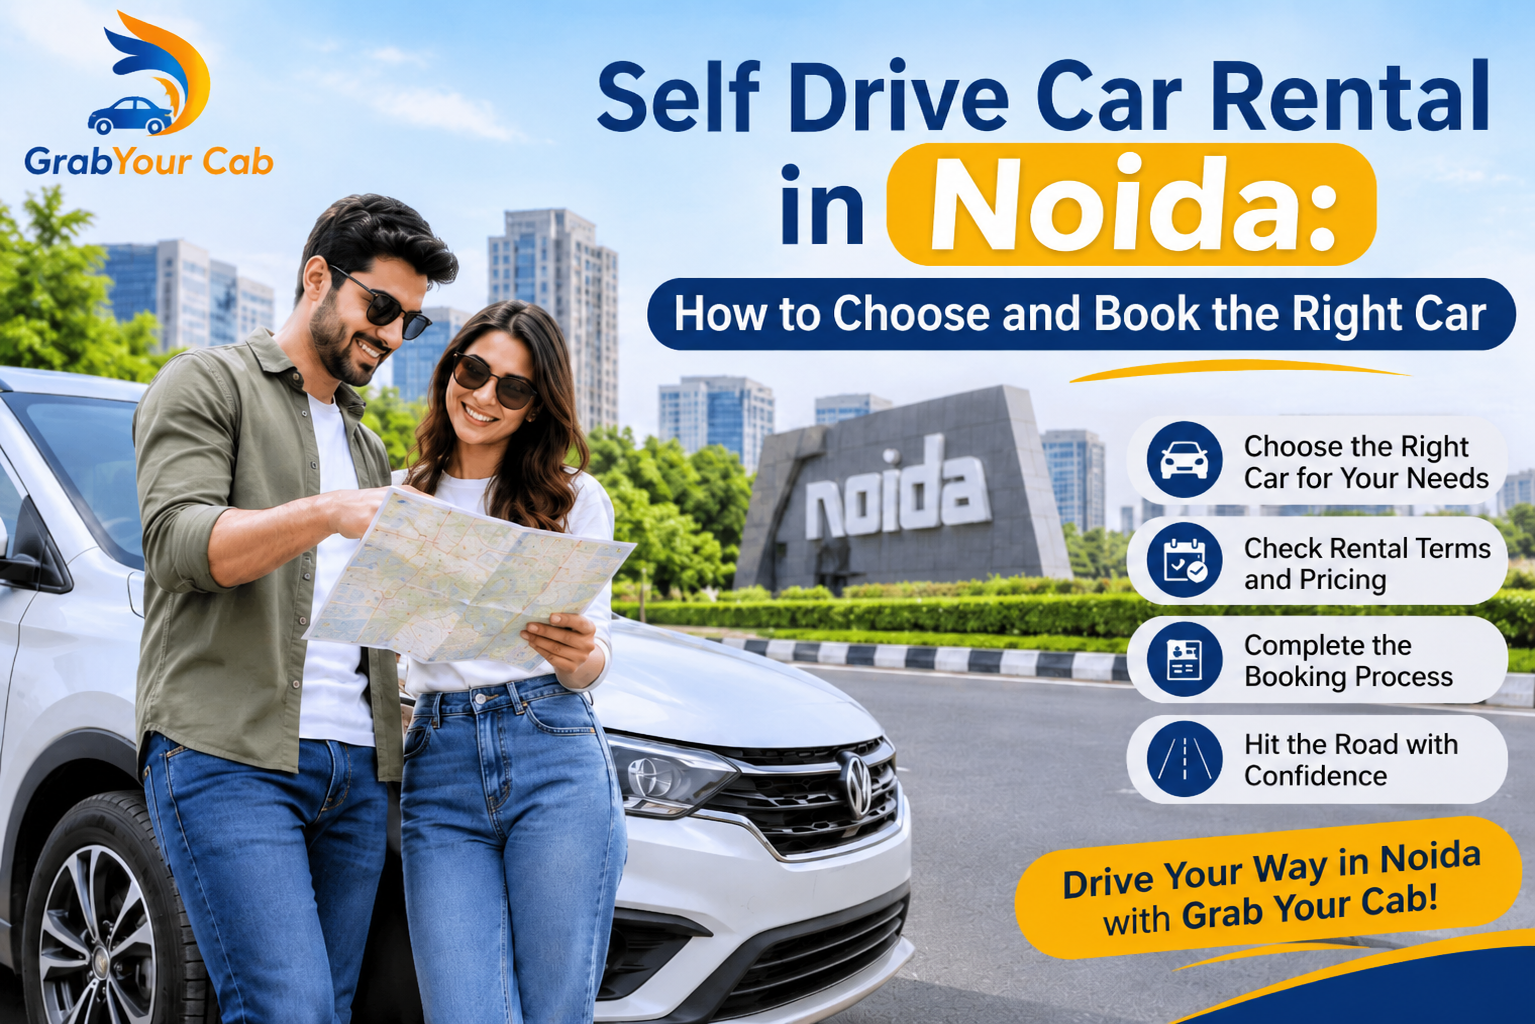 GrabYour Cab
Self Drive Car Rental
in Noida:
How to Choose and Book the Right Car
noida
Choose the Right
Car for Your Needs
Check Rental Terms
and Pricing
Complete the
Booking Process
Hit the Road with
Confidence
Drive Your Way in Noida
with Grab Your Cab!